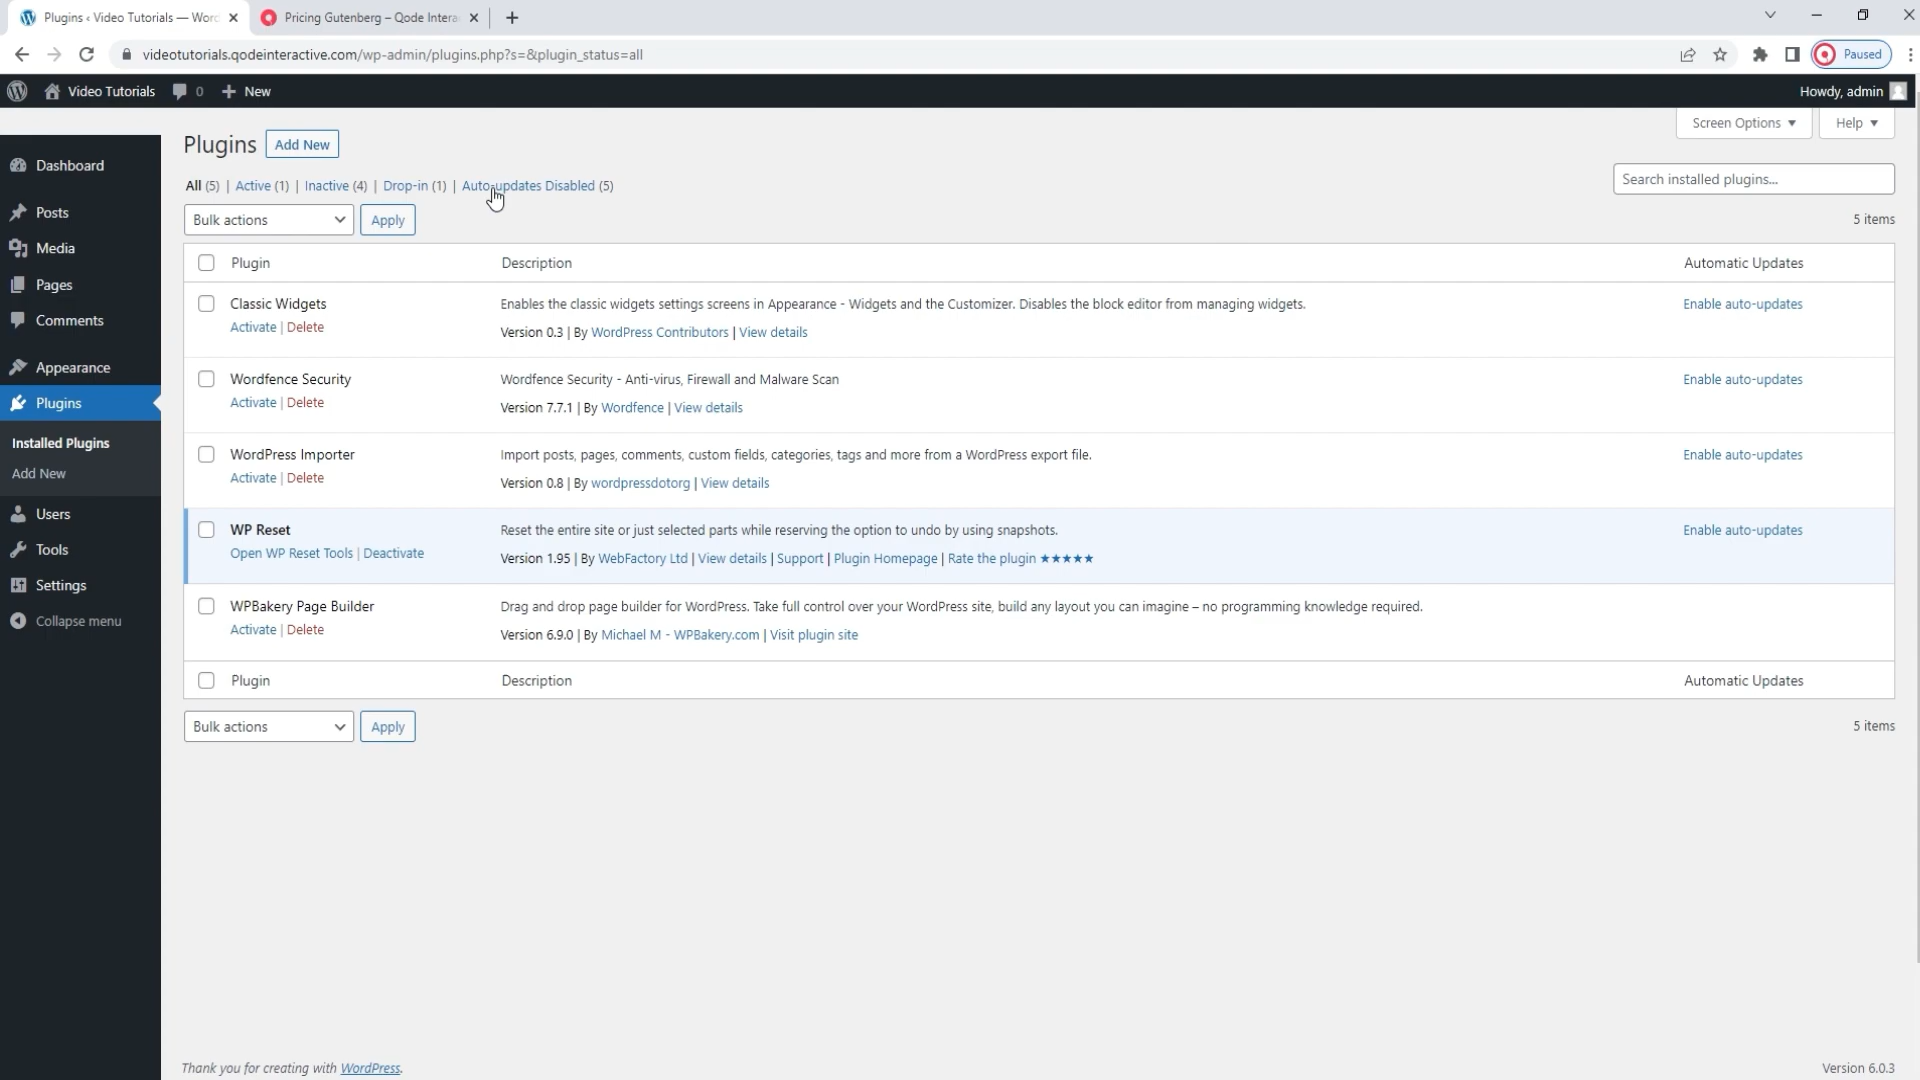 Plugins ‹ Video Tutorials — Word
Pricing Gutenberg – Qode Intera
videotutorials.qodeinteractive.com/wp-admin/plugins.php?s=&plugin_status=all
Paused
Video Tutorials
0
New
Howdy, admin
Screen Options
Help
Plugins
Add New
All (5) | Active (1) | Inactive (4) | Drop-in (1) | Auto-updates Disabled (5)
Search installed plugins...
Bulk actions
Apply
5 items
Dashboard
Posts
Media
Pages
Comments
Appearance
Plugins
Installed Plugins
Add New
Users
Tools
Settings
Collapse menu
Plugin
Description
Automatic Updates
Classic Widgets
Enables the classic widgets settings screens in Appearance - Widgets and the Customizer. Disables the block editor from managing widgets.
Enable auto-updates
Activate | Delete
Version 0.3 | By WordPress Contributors | View details
Wordfence Security
Wordfence Security - Anti-virus, Firewall and Malware Scan
Enable auto-updates
Activate | Delete
Version 7.7.1 | By Wordfence | View details
WordPress Importer
Import posts, pages, comments, custom fields, categories, tags and more from a WordPress export file.
Enable auto-updates
Activate | Delete
Version 0.8 | By wordpressdotorg | View details
WP Reset
Reset the entire site or just selected parts while reserving the option to undo by using snapshots.
Enable auto-updates
Open WP Reset Tools | Deactivate
Version 1.95 | By WebFactory Ltd | View details | Support | Plugin Homepage | Rate the plugin ★★★★★
WPBakery Page Builder
Drag and drop page builder for WordPress. Take full control over your WordPress site, build any layout you can imagine – no programming knowledge required.
Activate | Delete
Version 6.9.0 | By Michael M - WPBakery.com | Visit plugin site
Plugin
Description
Automatic Updates
Bulk actions
Apply
5 items
Thank you for creating with WordPress.
Version 6.0.3